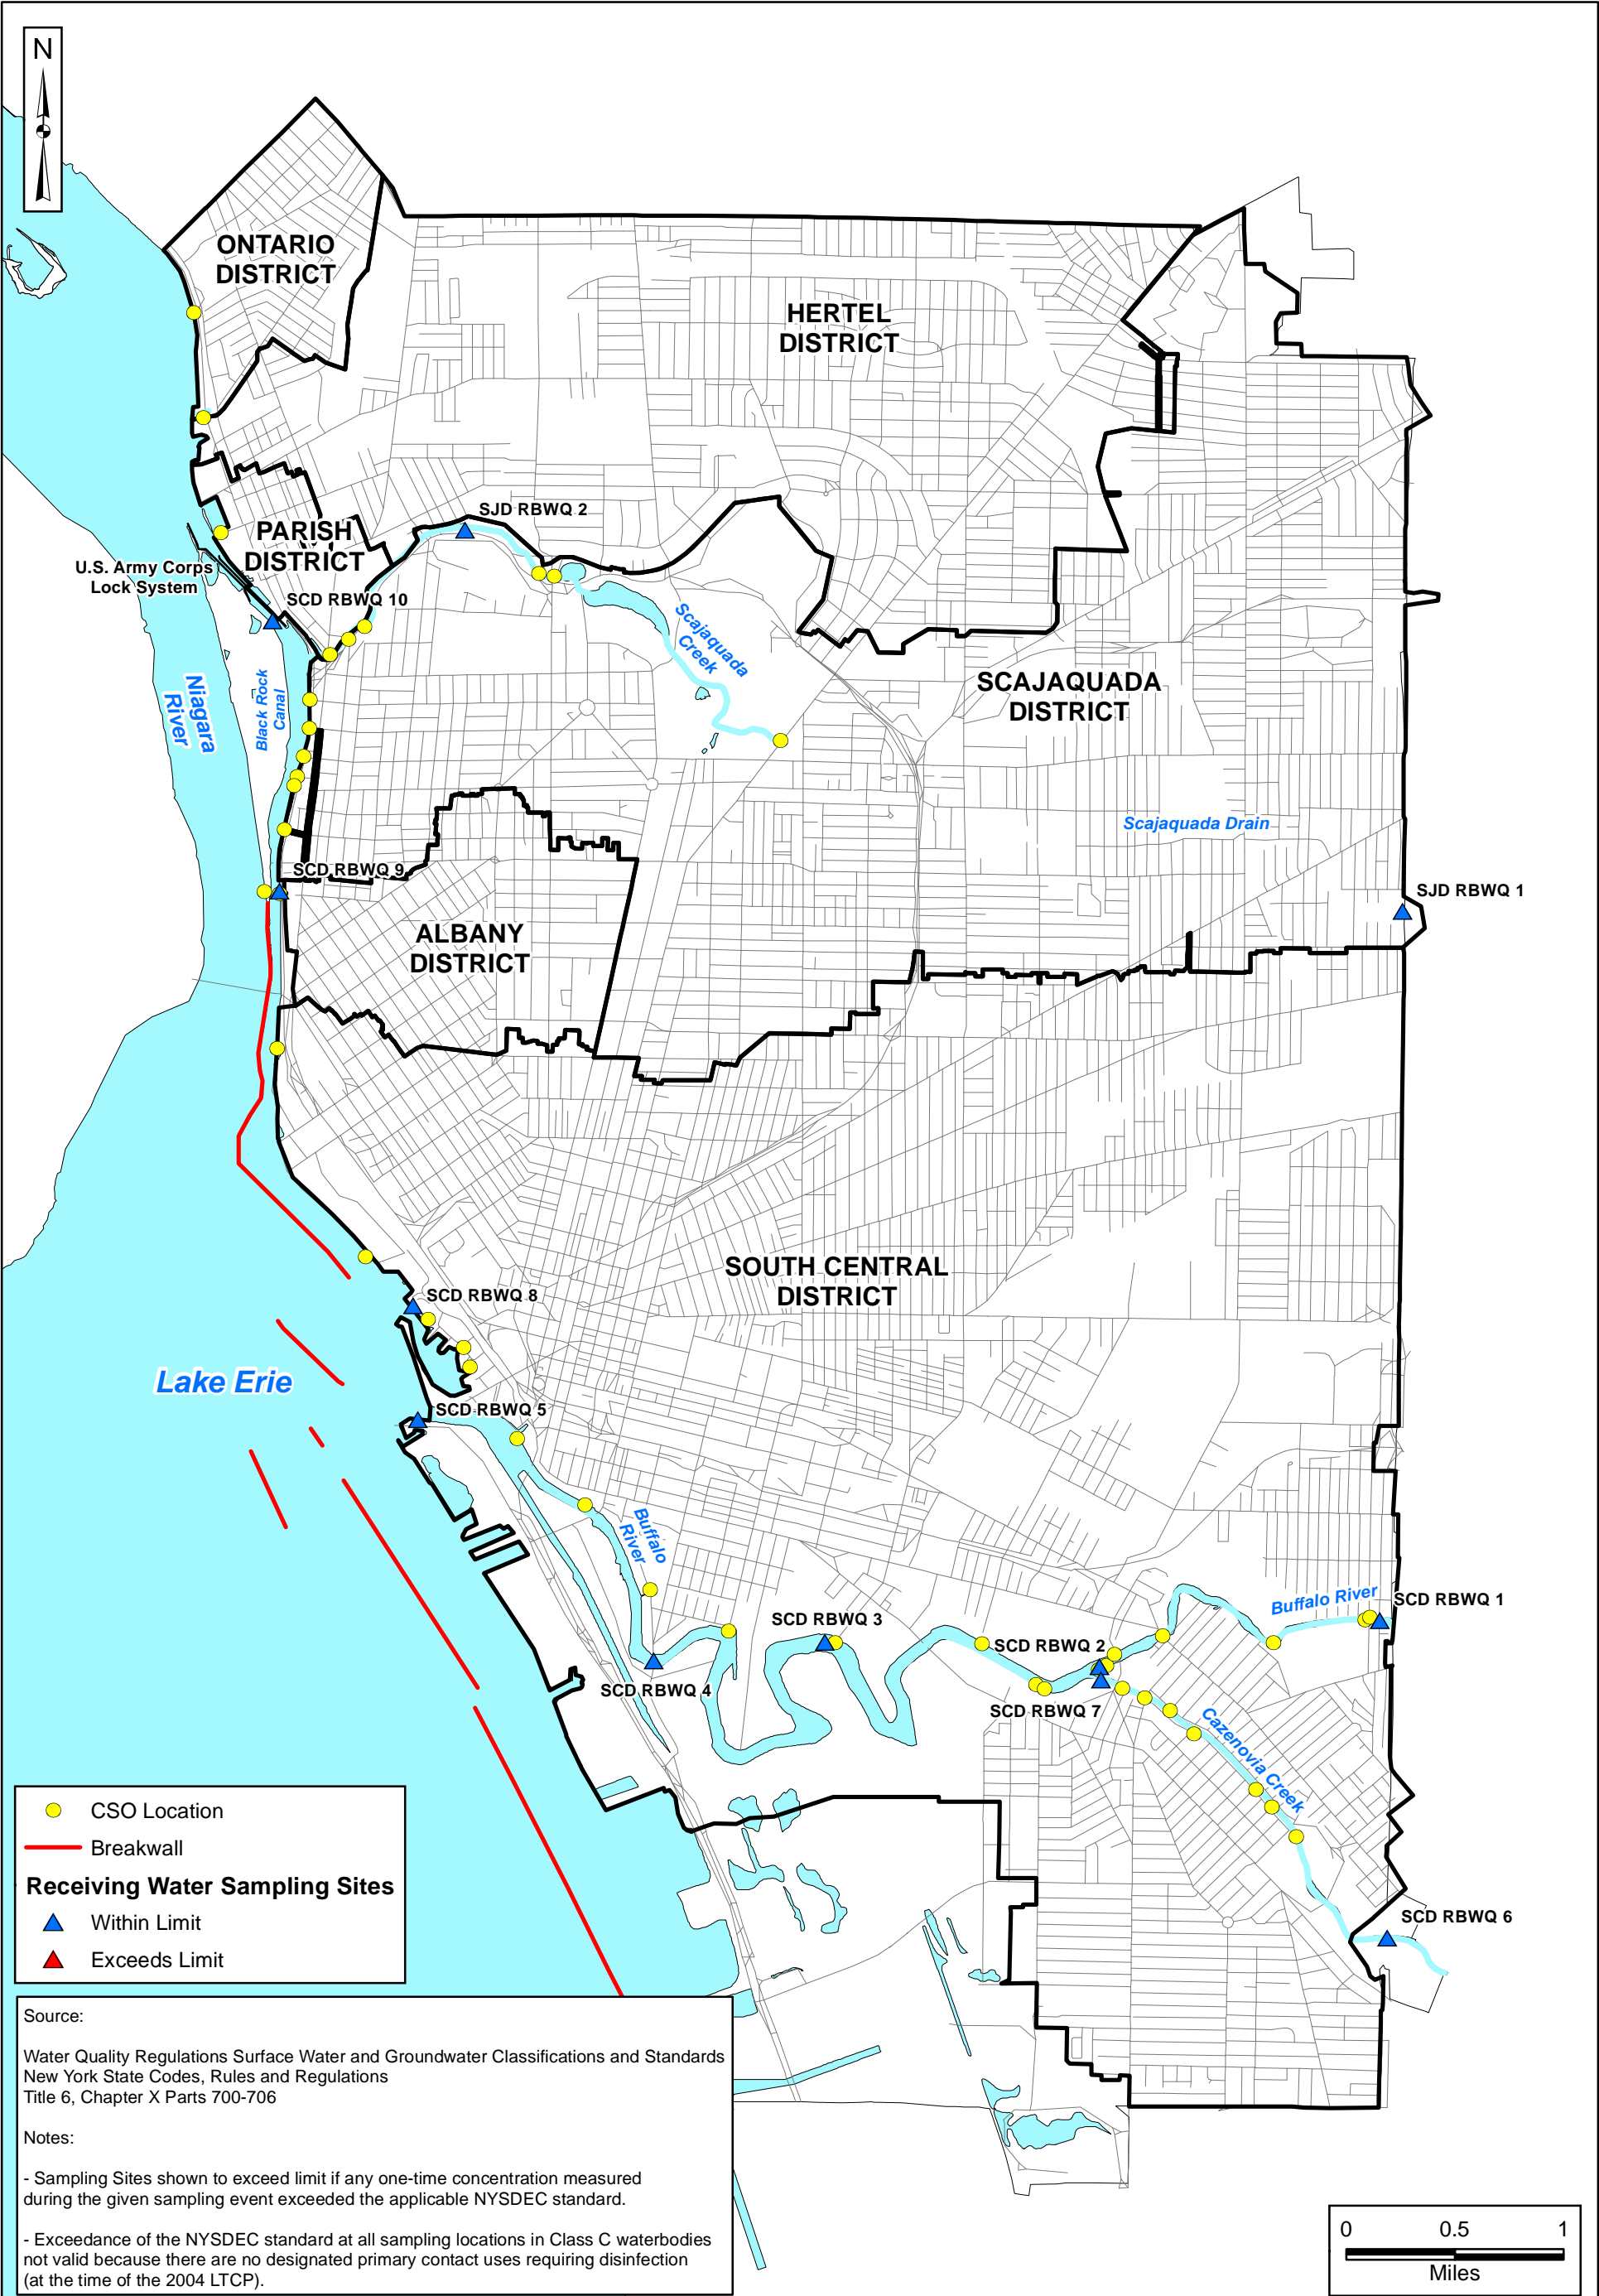 N
ONTARIO
DISTRICT
HERTEL
DISTRICT
SJD RBWQ 2
PARISH
DISTRICT
U.S. Army Corps
Lock System
SCD RBWQ 10
Scajaquada
Creek
Niagara
River
Black Rock
Canal
SCAJAQUADA
DISTRICT
Scajaquada Drain
SCD RBWQ 9
SJD RBWQ 1
ALBANY
DISTRICT
SOUTH CENTRAL
DISTRICT
SCD RBWQ 8
Lake Erie
SCD RBWQ 5
Buffalo
River
Buffalo River
SCD RBWQ 1
SCD RBWQ 3
SCD RBWQ 2
SCD RBWQ 4
SCD RBWQ 7
Cazenovia Creek
SCD RBWQ 6
CSO Location
Breakwall
Receiving Water Sampling Sites
Within Limit
Exceeds Limit
Source:
Water Quality Regulations Surface Water and Groundwater Classifications and Standards
New York State Codes, Rules and Regulations
Title 6, Chapter X Parts 700-706
Notes:
- Sampling Sites shown to exceed limit if any one-time concentration measured
during the given sampling event exceeded the applicable NYSDEC standard.
- Exceedance of the NYSDEC standard at all sampling locations in Class C waterbodies
not valid because there are no designated primary contact uses requiring disinfection
(at the time of the 2004 LTCP).
0 0.5 1
Miles